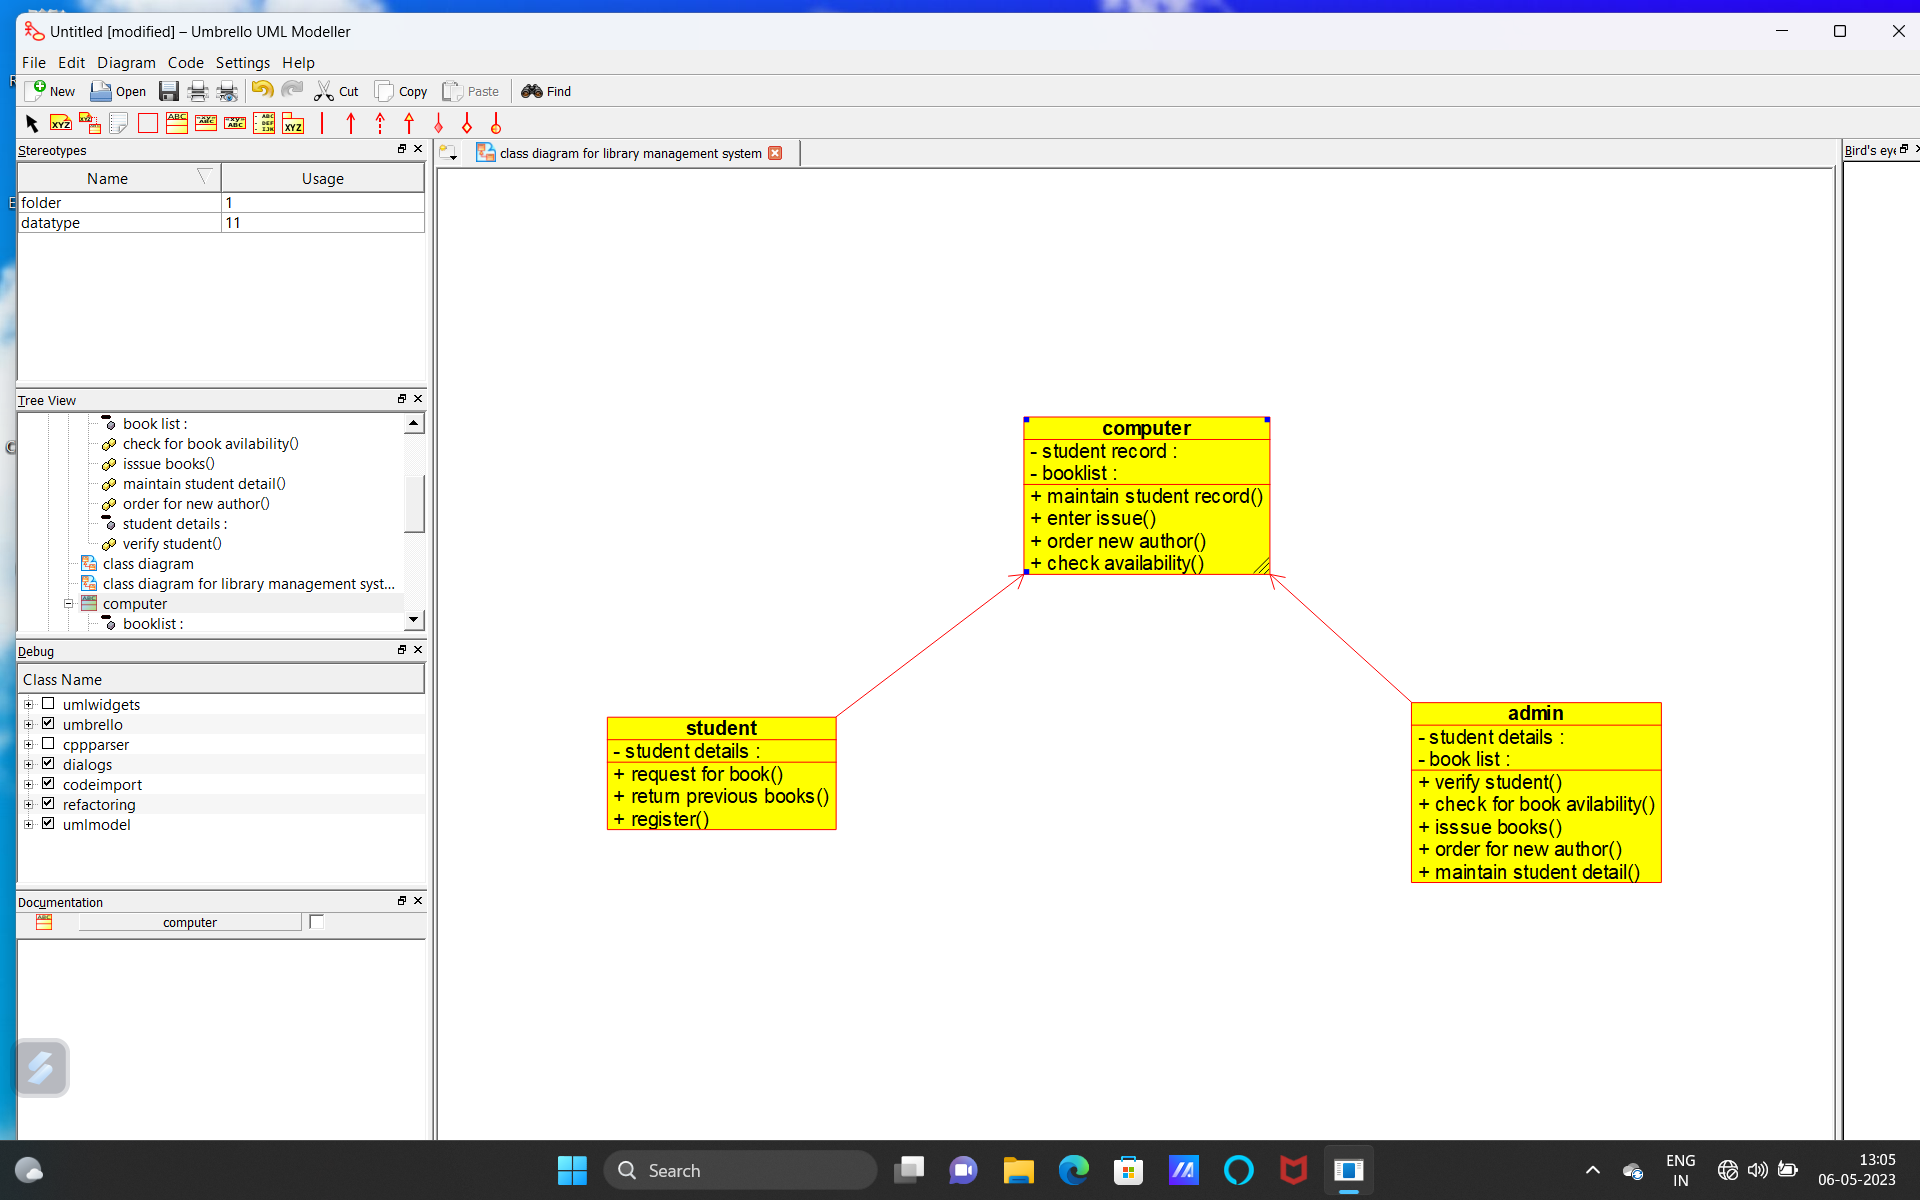 Untitled [modified] – Umbrello UML Modeller
File Edit Diagram Code Settings Help
New Open Cut Copy Paste Find
Stereotypes
Name Usage
folder 1
datatype 11
Tree View
book list :
check for book avilability()
isssue books()
maintain student detail()
order for new author()
student details :
verify student()
class diagram
class diagram for library management syst...
computer
booklist :
Debug
Class Name
umlwidgets
umbrello
cppparser
dialogs
codeimport
refactoring
umlmodel
Documentation
computer
class diagram for library management system
Bird's eye
computer
- student record :
- booklist :
+ maintain student record()
+ enter issue()
+ order new author()
+ check availability()
student
- student details :
+ request for book()
+ return previous books()
+ register()
admin
- student details :
- book list :
+ verify student()
+ check for book avilability()
+ isssue books()
+ order for new author()
+ maintain student detail()
Search
ENG
IN
13:05
06-05-2023